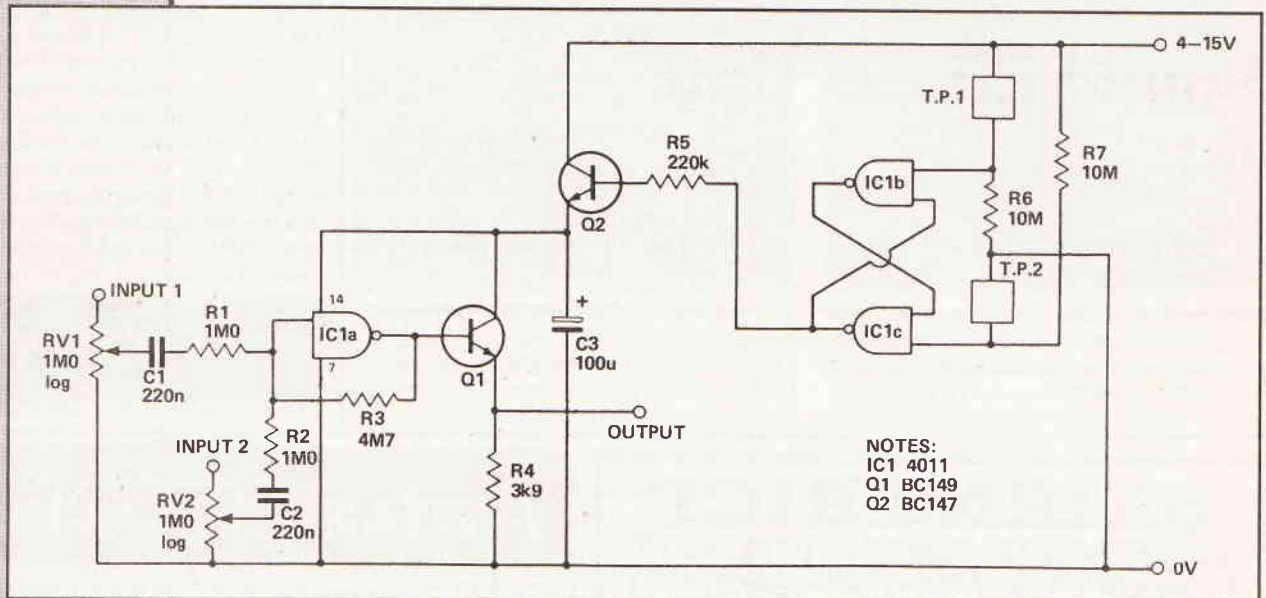 4–15V
T.P.1
R5
220k
R7
10M
IC1b
R6
10M
Q2
T.P.2
INPUT 1
14
R1
1M0
IC1a
+
IC1c
RV1
1M0
log
C1
220n
7
Q1
C3
100u
R3
4M7
OUTPUT
INPUT 2
R2
1M0
NOTES:
IC1 4011
Q1 BC149
Q2 BC147
R4
3k9
RV2
1M0
log
C2
220n
0V